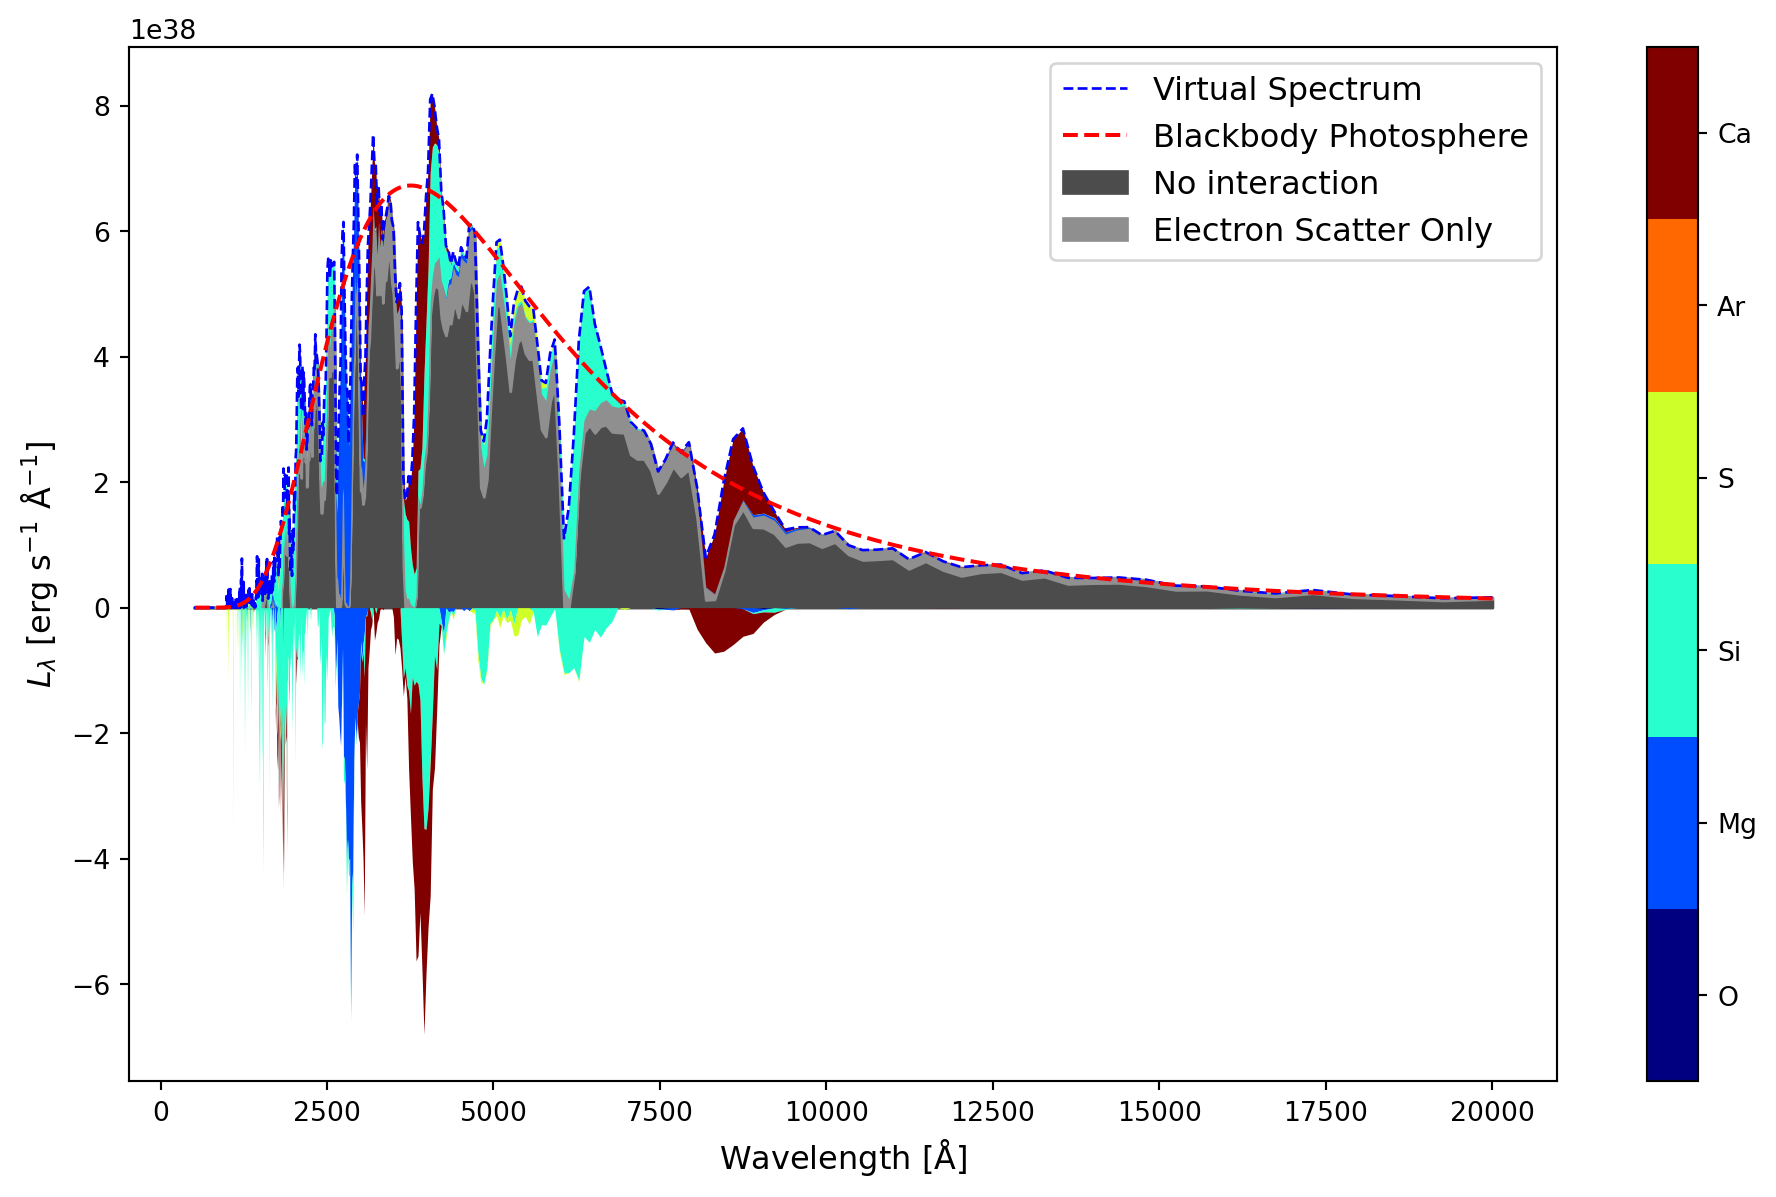 1e38
Virtual Spectrum
Blackbody Photosphere
No interaction
Electron Scatter Only
8
6
4
2
0
−2
−4
−6
L_λ [erg s⁻¹ Å⁻¹]
0 2500 5000 7500 10000 12500 15000 17500 20000
Wavelength [Å]
Ca
Ar
S
Si
Mg
O